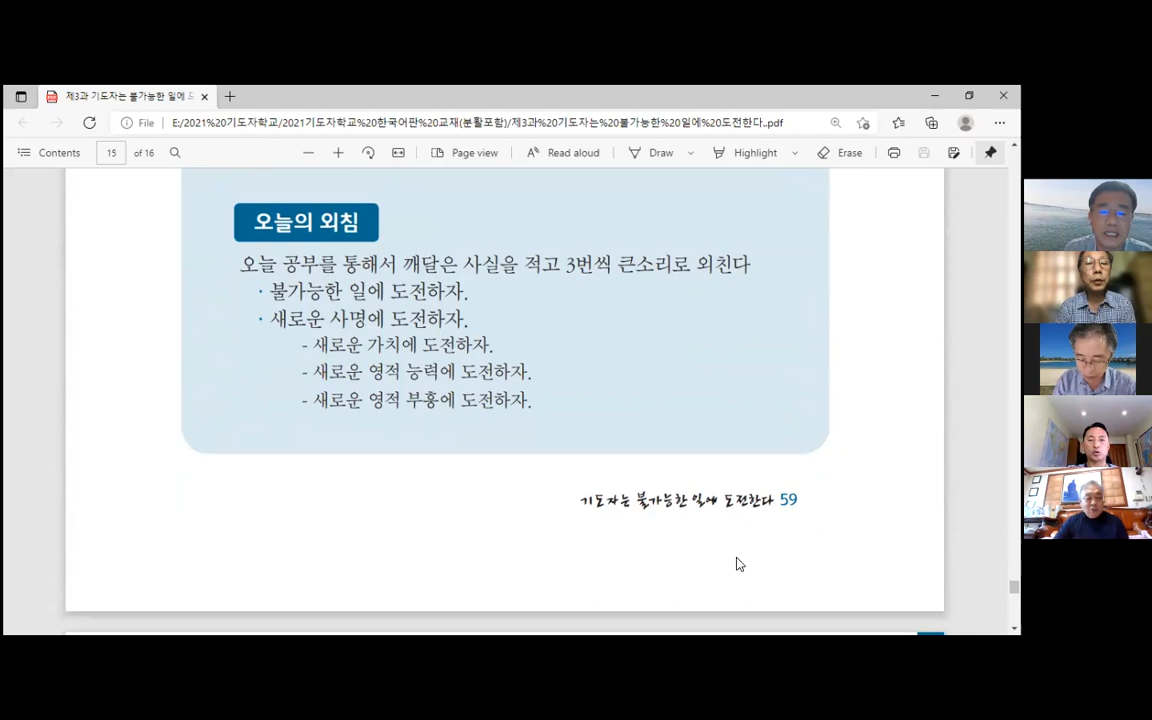 제3과 기도자는 불가능한 일에 도
File
E:/2021%20기도자학교/2021기도자학교%20한국어판%20교재(분활포함)/제3과%20기도자는%20불가능한%20일에%20도전한다..pdf
Contents 15 of 16 Page view Read aloud Draw Highlight Erase
오늘의 외침
오늘 공부를 통해서 깨달은 사실을 적고 3번씩 큰소리로 외친다
· 불가능한 일에 도전하자.
· 새로운 사명에 도전하자.
- 새로운 가치에 도전하자.
- 새로운 영적 능력에 도전하자.
- 새로운 영적 부흥에 도전하자.
기도자는 불가능한 일에 도전한다 59